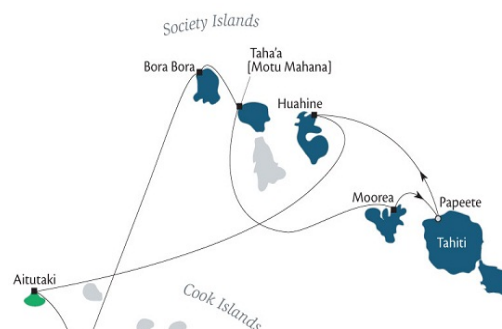 Society Islands
Taha'a
[Motu Mahana]
Bora Bora
Huahine
Moorea
Papeete
Tahiti
Aitutaki
Cook Islands